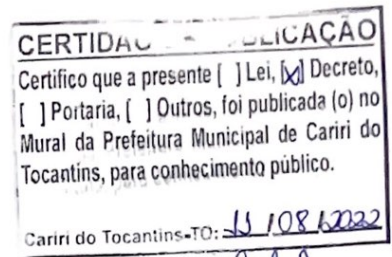 CERTIDÃO DE PUBLICAÇÃO
Certifico que a presente [ ] Lei, [x] Decreto,
[ ] Portaria, [ ] Outros, foi publicada (o) no
Mural da Prefeitura Municipal de Cariri do
Tocantins, para conhecimento público.
Cariri do Tocantins-TO: 11 / 08 / 2022